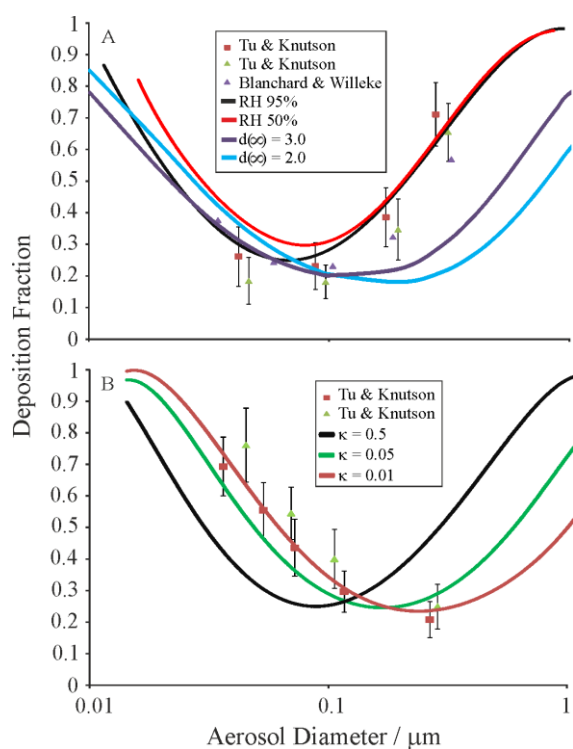 Deposition Fraction
1
0.9
0.8
0.7
0.6
0.5
0.4
0.3
0.2
0.1
0
A
Tu & Knutson
Tu & Knutson
Blanchard & Willeke
RH 95%
RH 50%
d(∞) = 3.0
d(∞) = 2.0
1
0.9
0.8
0.7
0.6
0.5
0.4
0.3
0.2
0.1
0
B
Tu & Knutson
Tu & Knutson
κ = 0.5
κ = 0.05
κ = 0.01
0.01 0.1 1
Aerosol Diameter / μm